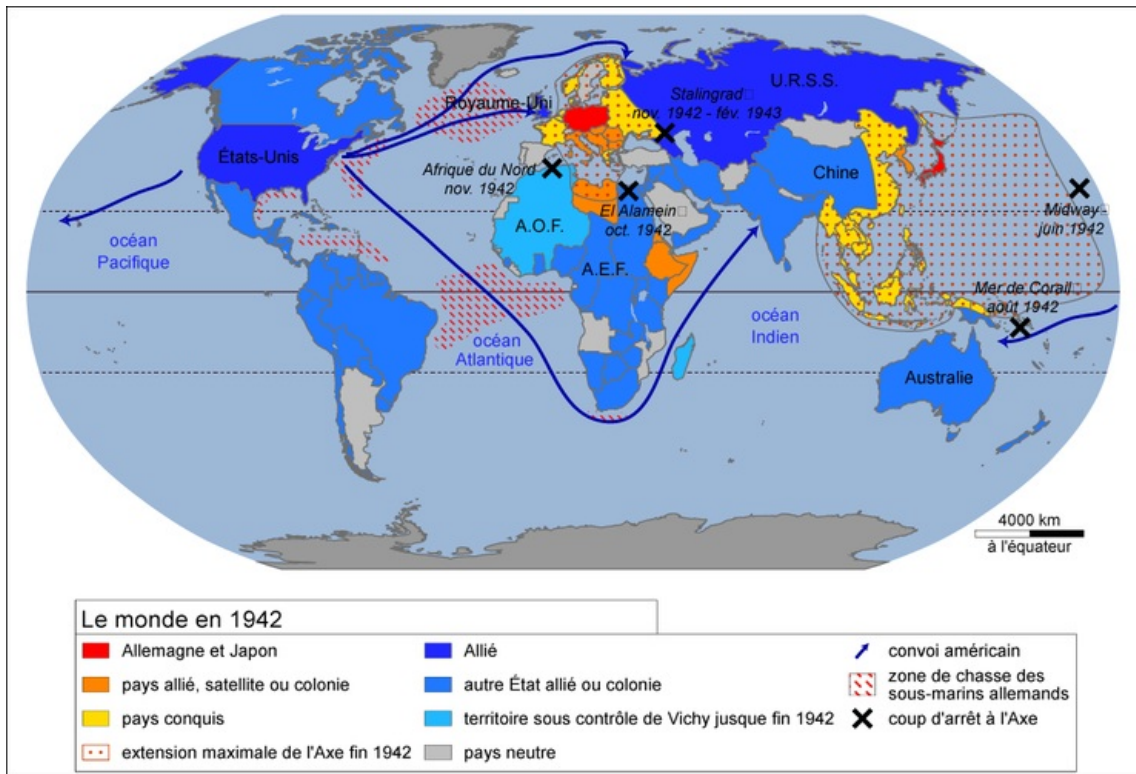 U.R.S.S.
Royaume-Uni
Stalingrad
nov. 1942 - fév. 1943
États-Unis
Afrique du Nord
nov. 1942
Chine
El Alamein
oct. 1942
Midway
juin 1942
A.O.F.
océan
Pacifique
A.E.F.
Mer de Corail
août 1942
océan
Indien
océan
Atlantique
Australie
4000 km
à l'équateur
Le monde en 1942
Allemagne et Japon
pays allié, satellite ou colonie
pays conquis
extension maximale de l'Axe fin 1942
Allié
autre État allié ou colonie
territoire sous contrôle de Vichy jusque fin 1942
pays neutre
convoi américain
zone de chasse des
sous-marins allemands
coup d'arrêt à l'Axe